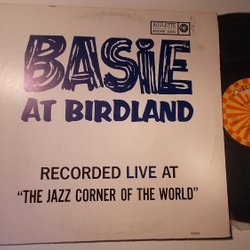 BASiE
AT BIRDLAND
RECORDED LIVE AT
"THE JAZZ CORNER OF THE WORLD"